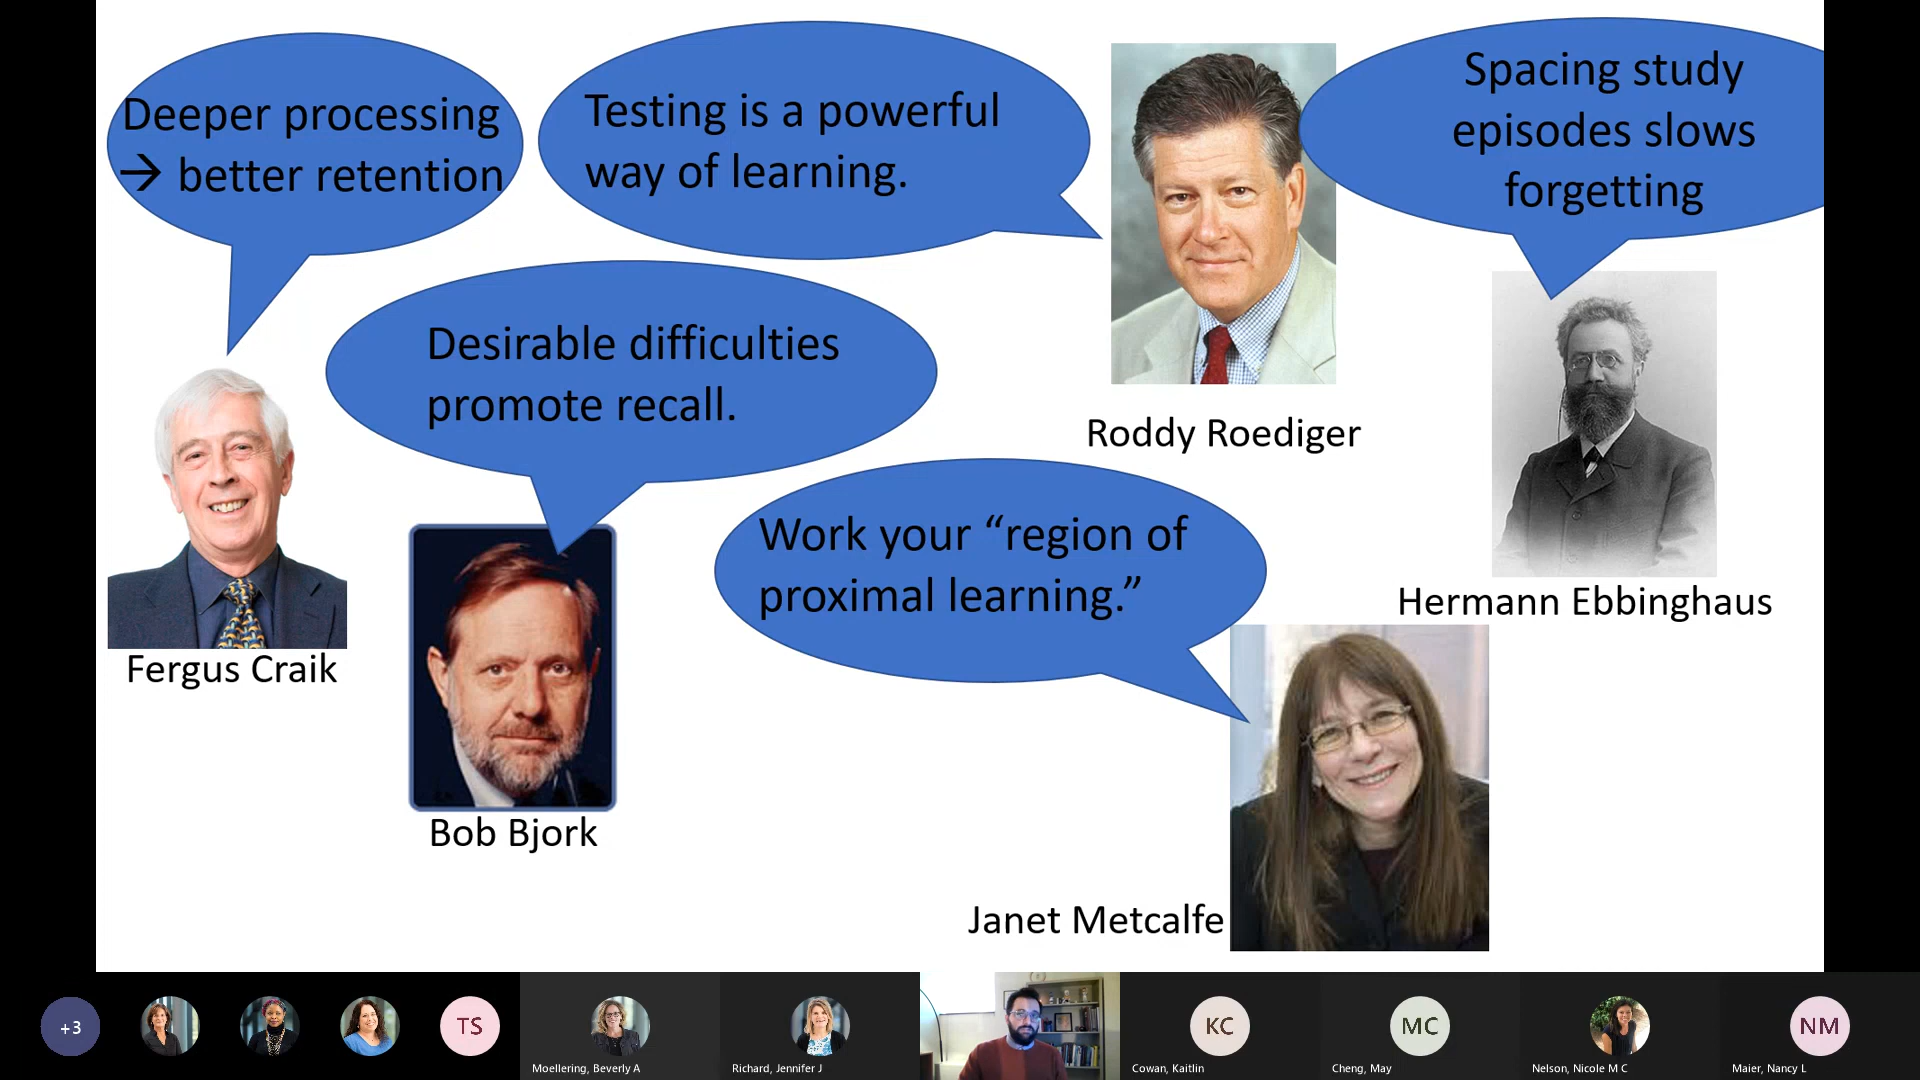 Deeper processing
→ better retention
Testing is a powerful
way of learning.
Spacing study
episodes slows
forgetting
Desirable difficulties
promote recall.
Roddy Roediger
Work your “region of
proximal learning.”
Hermann Ebbinghaus
Fergus Craik
Bob Bjork
Janet Metcalfe
+3
TS
Moellering, Beverly A
Richard, Jennifer J
KC
Cowan, Kaitlin
MC
Cheng, May
Nelson, Nicole M C
NM
Maier, Nancy L